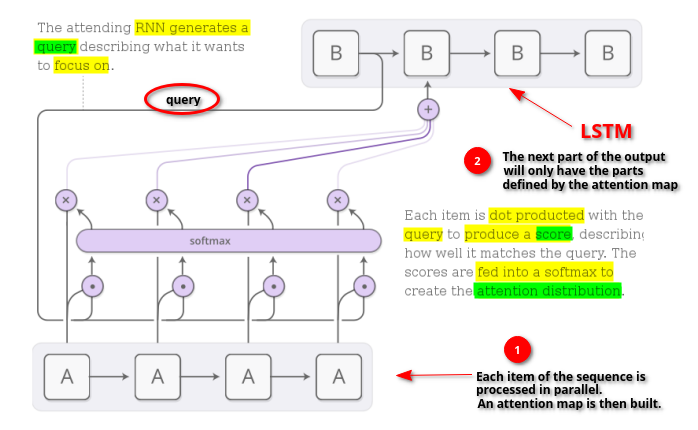 The attending RNN generates a
query describing what it wants
to focus on.
query
B
B
B
B
+
LSTM
2
The next part of the output
will only have the parts
defined by the attention map
×
×
×
×
softmax
Each item is dot producted with the
query to produce a score, describing
how well it matches the query. The
scores are fed into a softmax to
create the attention distribution.
A
A
A
A
1
Each item of the sequence is
processed in parallel.
An attention map is then built.